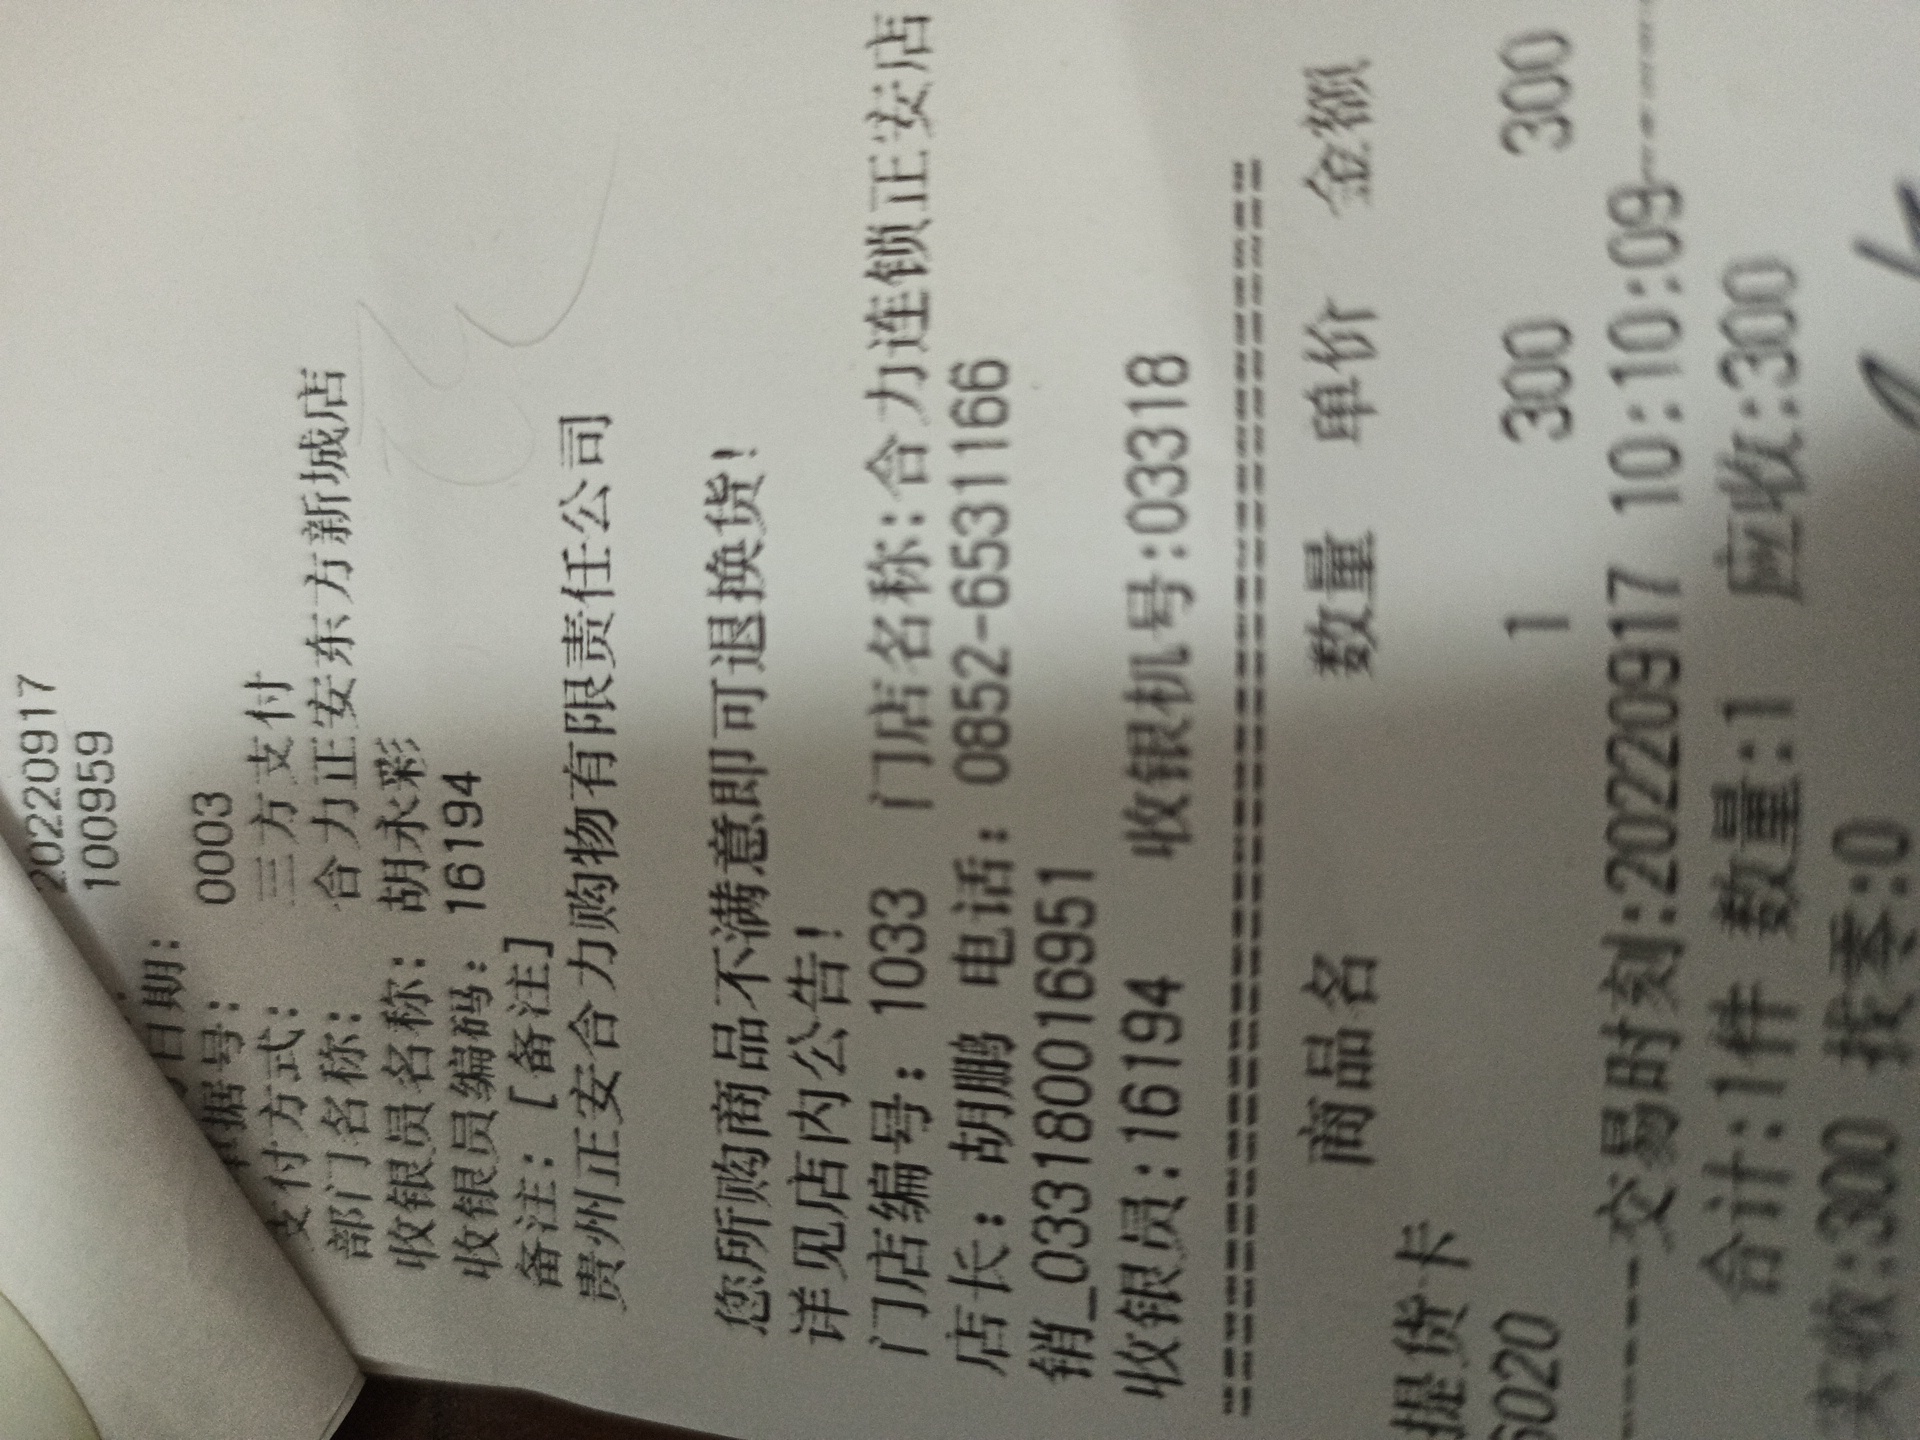 20220917
100959
日期:
单据号: 0003
支付方式: 三方支付
部门名称: 合力正安东方新城店
收银员名称: 胡永彩
收银员编码: 16194
备注: [备注]
贵州正安合力购物有限责任公司
您所购商品不满意即可退换货!
详见店内公告!
门店编号: 1033 门店名称:合力连锁正安店
店长: 胡鹏 电话: 0852-6531166
销_0331800016951
收银员:16194 收银机号:033318
商品名 数量 单价 金额
提货卡
6020 1 300 300
交易时刻:20220917 10:10:09
合计:1件 数量:1 应收:300
实收:300 找零:0